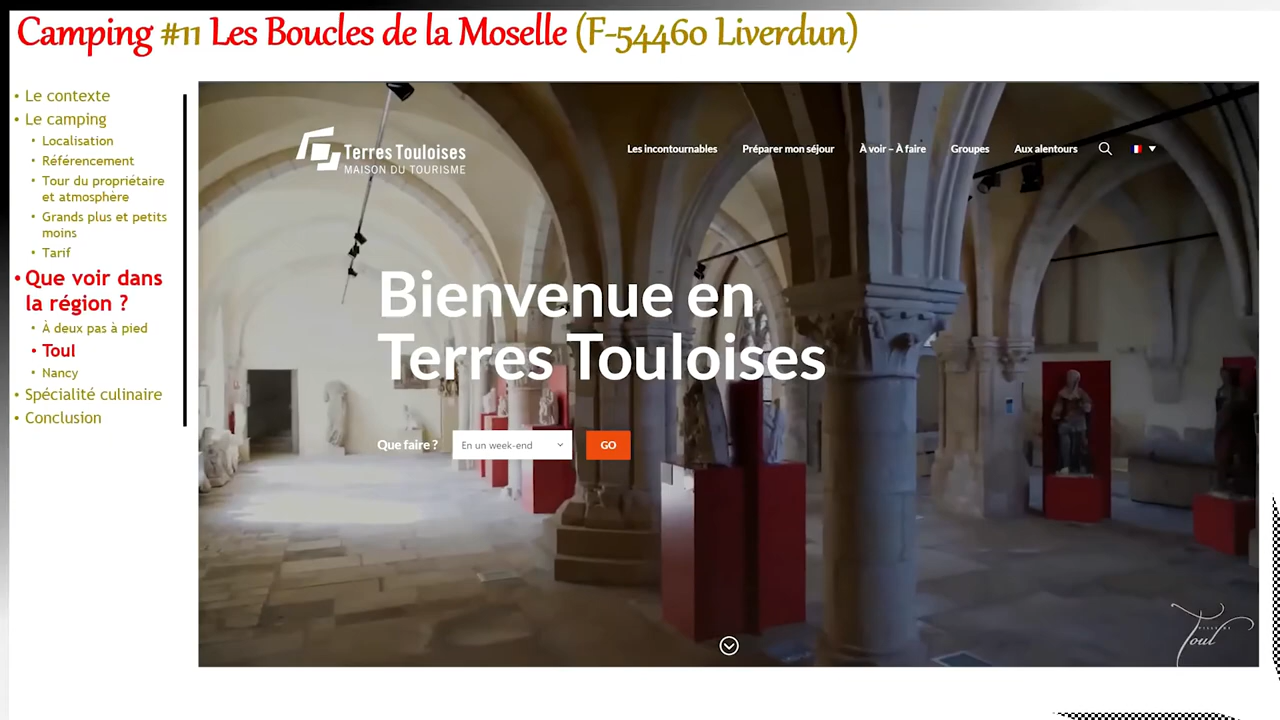 Camping #11 Les Boucles de la Moselle (F-54460 Liverdun)
• Le contexte
• Le camping
• Localisation
• Référencement
• Tour du propriétaire
et atmosphère
• Grands plus et petits
moins
• Tarif
• Que voir dans
la région ?
• À deux pas à pied
• Toul
• Nancy
• Spécialité culinaire
• Conclusion
Terres Touloises
MAISON DU TOURISME
Les incontournables
Préparer mon séjour
À voir – À faire
Groupes
Aux alentours
Bienvenue en
Terres Touloises
Que faire ?
En un week-end
GO
Toul